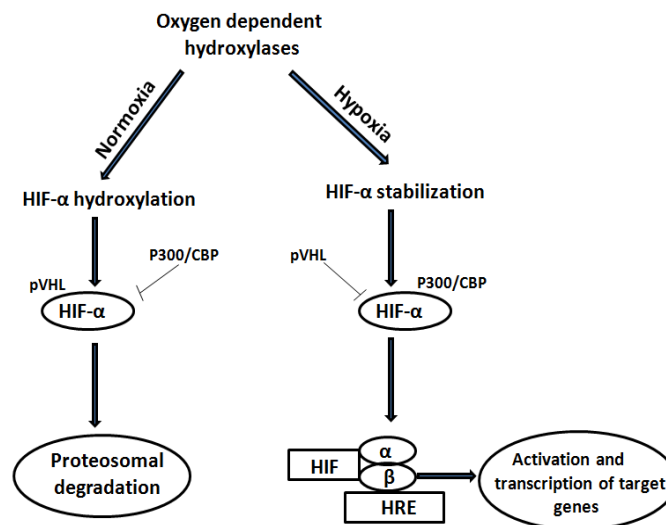 Oxygen dependent
hydroxylases
Normoxia
Hypoxia
HIF-α hydroxylation
HIF-α stabilization
P300/CBP
pVHL
HIF-α
pVHL
P300/CBP
HIF-α
Proteosomal
degradation
HIF
α
β
HRE
Activation and
transcription of target
genes